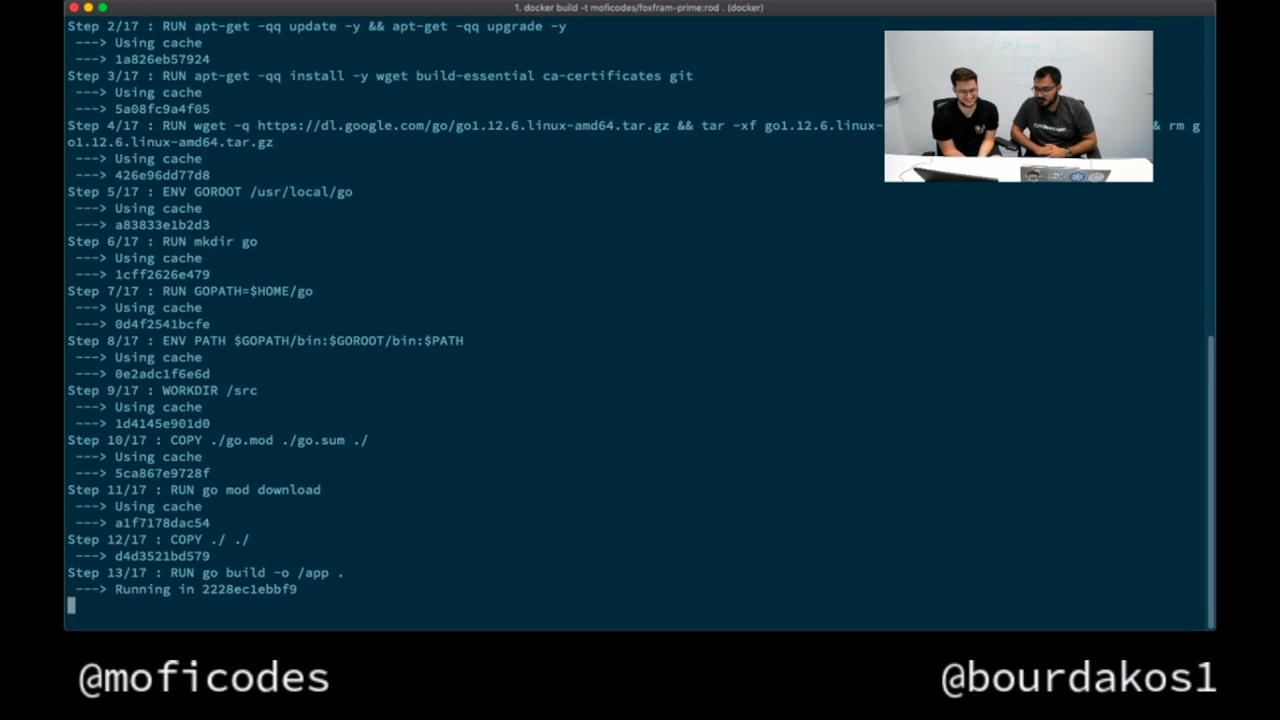 1. docker build -t moficodes/foxfram-prime:rod . (docker)
Step 2/17 : RUN apt-get -qq update -y && apt-get -qq upgrade -y
---> Using cache
---> 1a826eb57924
Step 3/17 : RUN apt-get -qq install -y wget build-essential ca-certificates git
---> Using cache
---> 5a08fc9a4f05
Step 4/17 : RUN wget -q https://dl.google.com/go/go1.12.6.linux-amd64.tar.gz && tar -xf go1.12.6.linux- & rm g
o1.12.6.linux-amd64.tar.gz
---> Using cache
---> 426e96dd77d8
Step 5/17 : ENV GOROOT /usr/local/go
---> Using cache
---> a83833e1b2d3
Step 6/17 : RUN mkdir go
---> Using cache
---> 1cff2626e479
Step 7/17 : RUN GOPATH=$HOME/go
---> Using cache
---> 0d4f2541bcfe
Step 8/17 : ENV PATH $GOPATH/bin:$GOROOT/bin:$PATH
---> Using cache
---> 0e2adc1f6e6d
Step 9/17 : WORKDIR /src
---> Using cache
---> 1d4145e901d0
Step 10/17 : COPY ./go.mod ./go.sum ./
---> Using cache
---> 5ca867e9728f
Step 11/17 : RUN go mod download
---> Using cache
---> a1f7178dac54
Step 12/17 : COPY ./ ./
---> d4d3521bd579
Step 13/17 : RUN go build -o /app .
---> Running in 2228ec1ebbf9
@moficodes
@bourdakos1